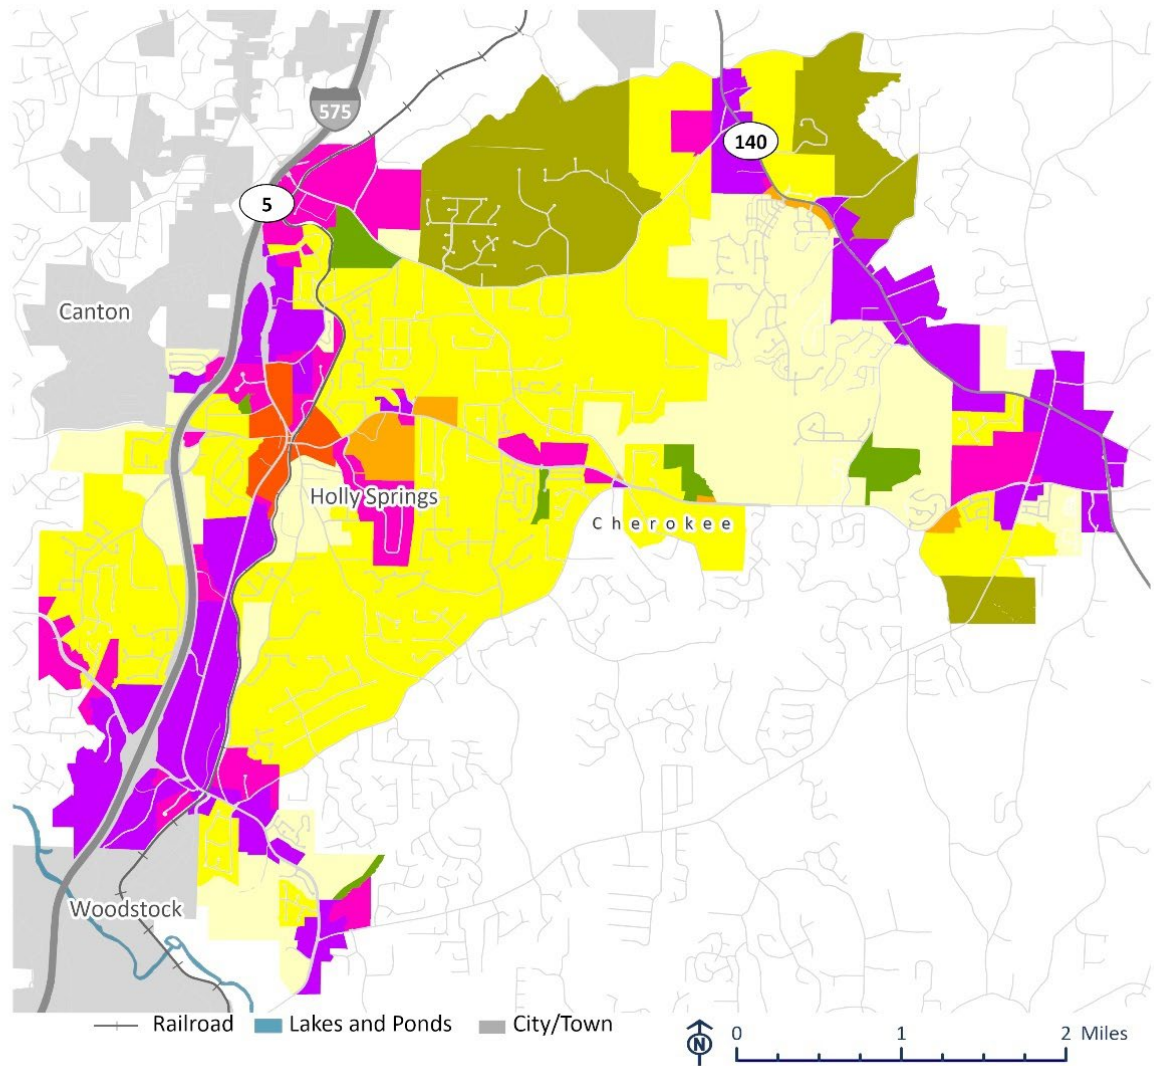 575
140
5
Canton
Holly Springs
Cherokee
Woodstock
Railroad
Lakes and Ponds
City/Town
N
0 1 2 Miles